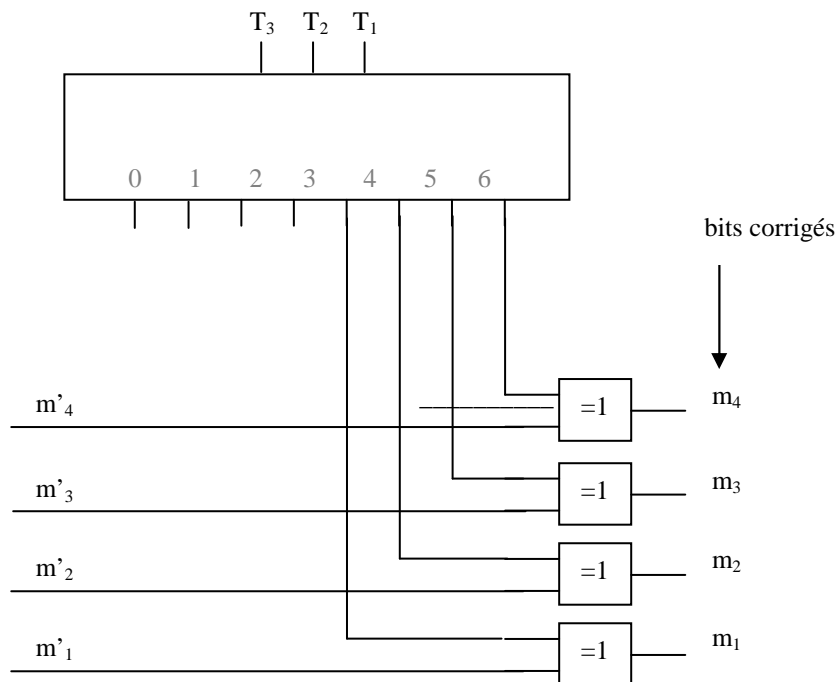 T₃ T₂ T₁
0 1 2 3 4 5 6
bits corrigés
m'₄ =1 m₄
m'₃ =1 m₃
m'₂ =1 m₂
m'₁ =1 m₁